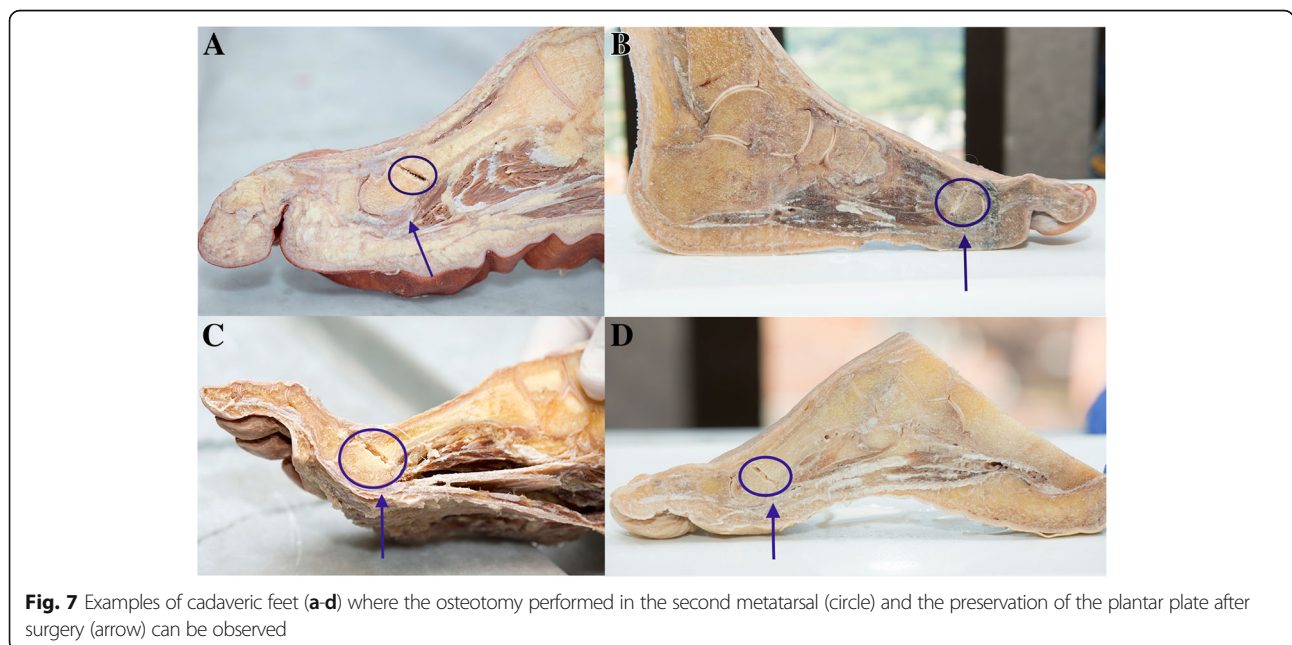 A
B
C
D
Fig. 7 Examples of cadaveric feet (a-d) where the osteotomy performed in the second metatarsal (circle) and the preservation of the plantar plate after
surgery (arrow) can be observed